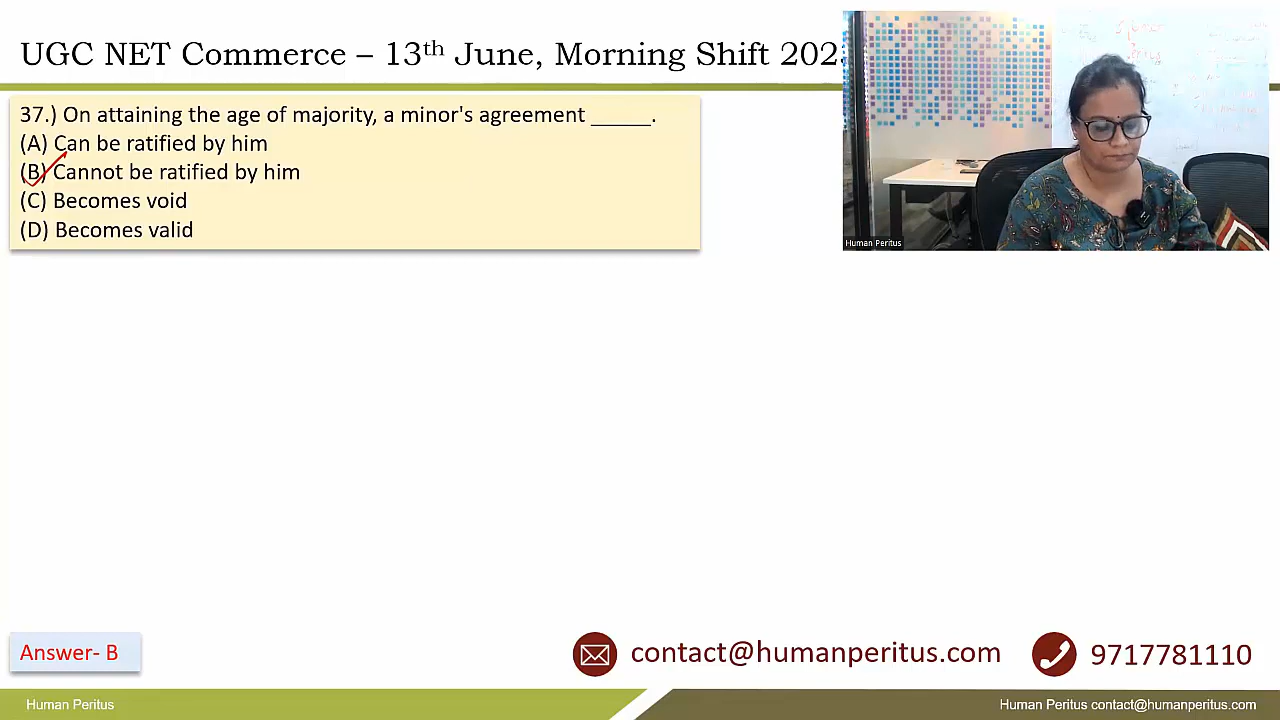 UGC NET Commerce – 13th June, Morning Shift 202
37.) On attaining the age of majority, a minor's agreement _____.
(A) Can be ratified by him
(B) Cannot be ratified by him
(C) Becomes void
(D) Becomes valid
Human Peritus
Answer- B
contact@humanperitus.com
9717781110
Human Peritus
Human Peritus contact@humanperitus.com